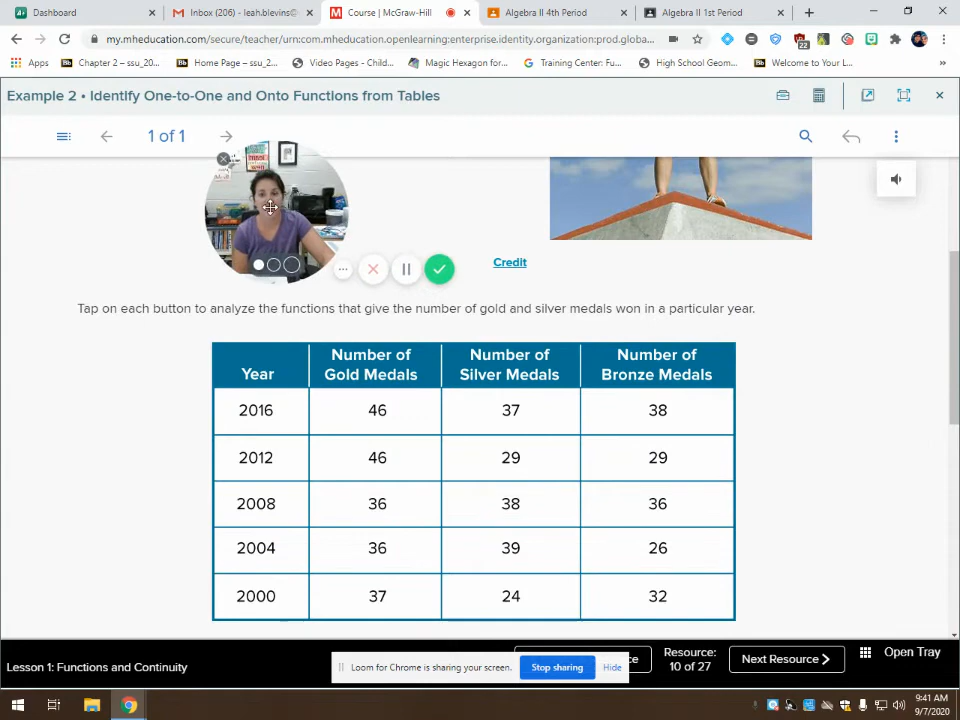 Dashboard
Inbox (206) - leah.blevins@
Course | McGraw-Hill
Algebra II 4th Period
Algebra II 1st Period
my.mheducation.com/secure/teacher/urn:com.mheducation.openlearning:enterprise.identity.organization:prod.globa...
22
Apps
Chapter 2 – ssu_20...
Home Page – ssu_2...
Video Pages - Child...
Magic Hexagon for...
Training Center: Fu...
High School Geom...
Welcome to Your L...
Example 2 • Identify One-to-One and Onto Functions from Tables
1 of 1
Credit
Tap on each button to analyze the functions that give the number of gold and silver medals won in a particular year.
Year Number of Gold Medals Number of Silver Medals Number of Bronze Medals
2016 46 37 38
2012 46 29 29
2008 36 38 36
2004 36 39 26
2000 37 24 32
Lesson 1: Functions and Continuity
Loom for Chrome is sharing your screen.
Stop sharing
Hide
Resource:
10 of 27
Next Resource
Open Tray
9:41 AM
9/7/2020